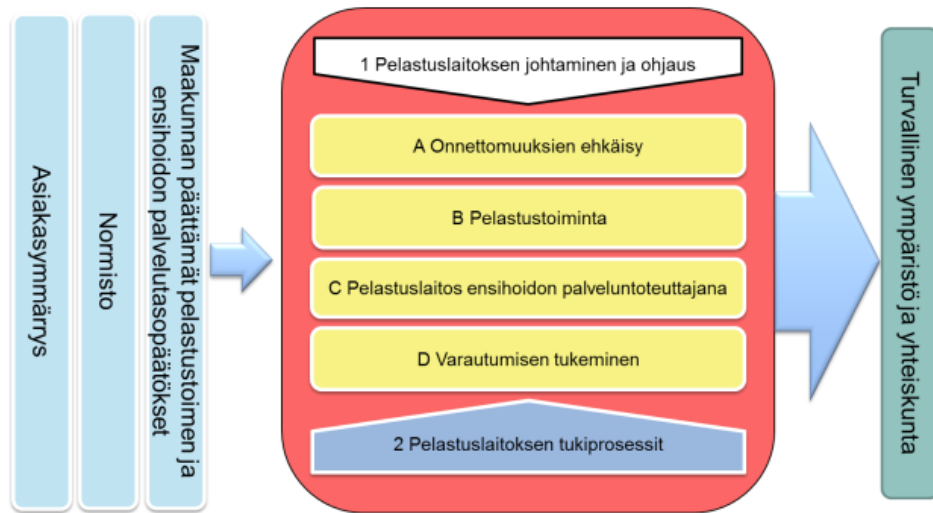 Asiakasymmärrys
Normisto
Maakunnan päättämät pelastustoimen ja
ensihoidon palvelutasopäätökset
1 Pelastuslaitoksen johtaminen ja ohjaus
A Onnettomuuksien ehkäisy
B Pelastustoiminta
C Pelastuslaitos ensihoidon palveluntoteuttajana
D Varautumisen tukeminen
2 Pelastuslaitoksen tukiprosessit
Turvallinen ympäristö ja yhteiskunta